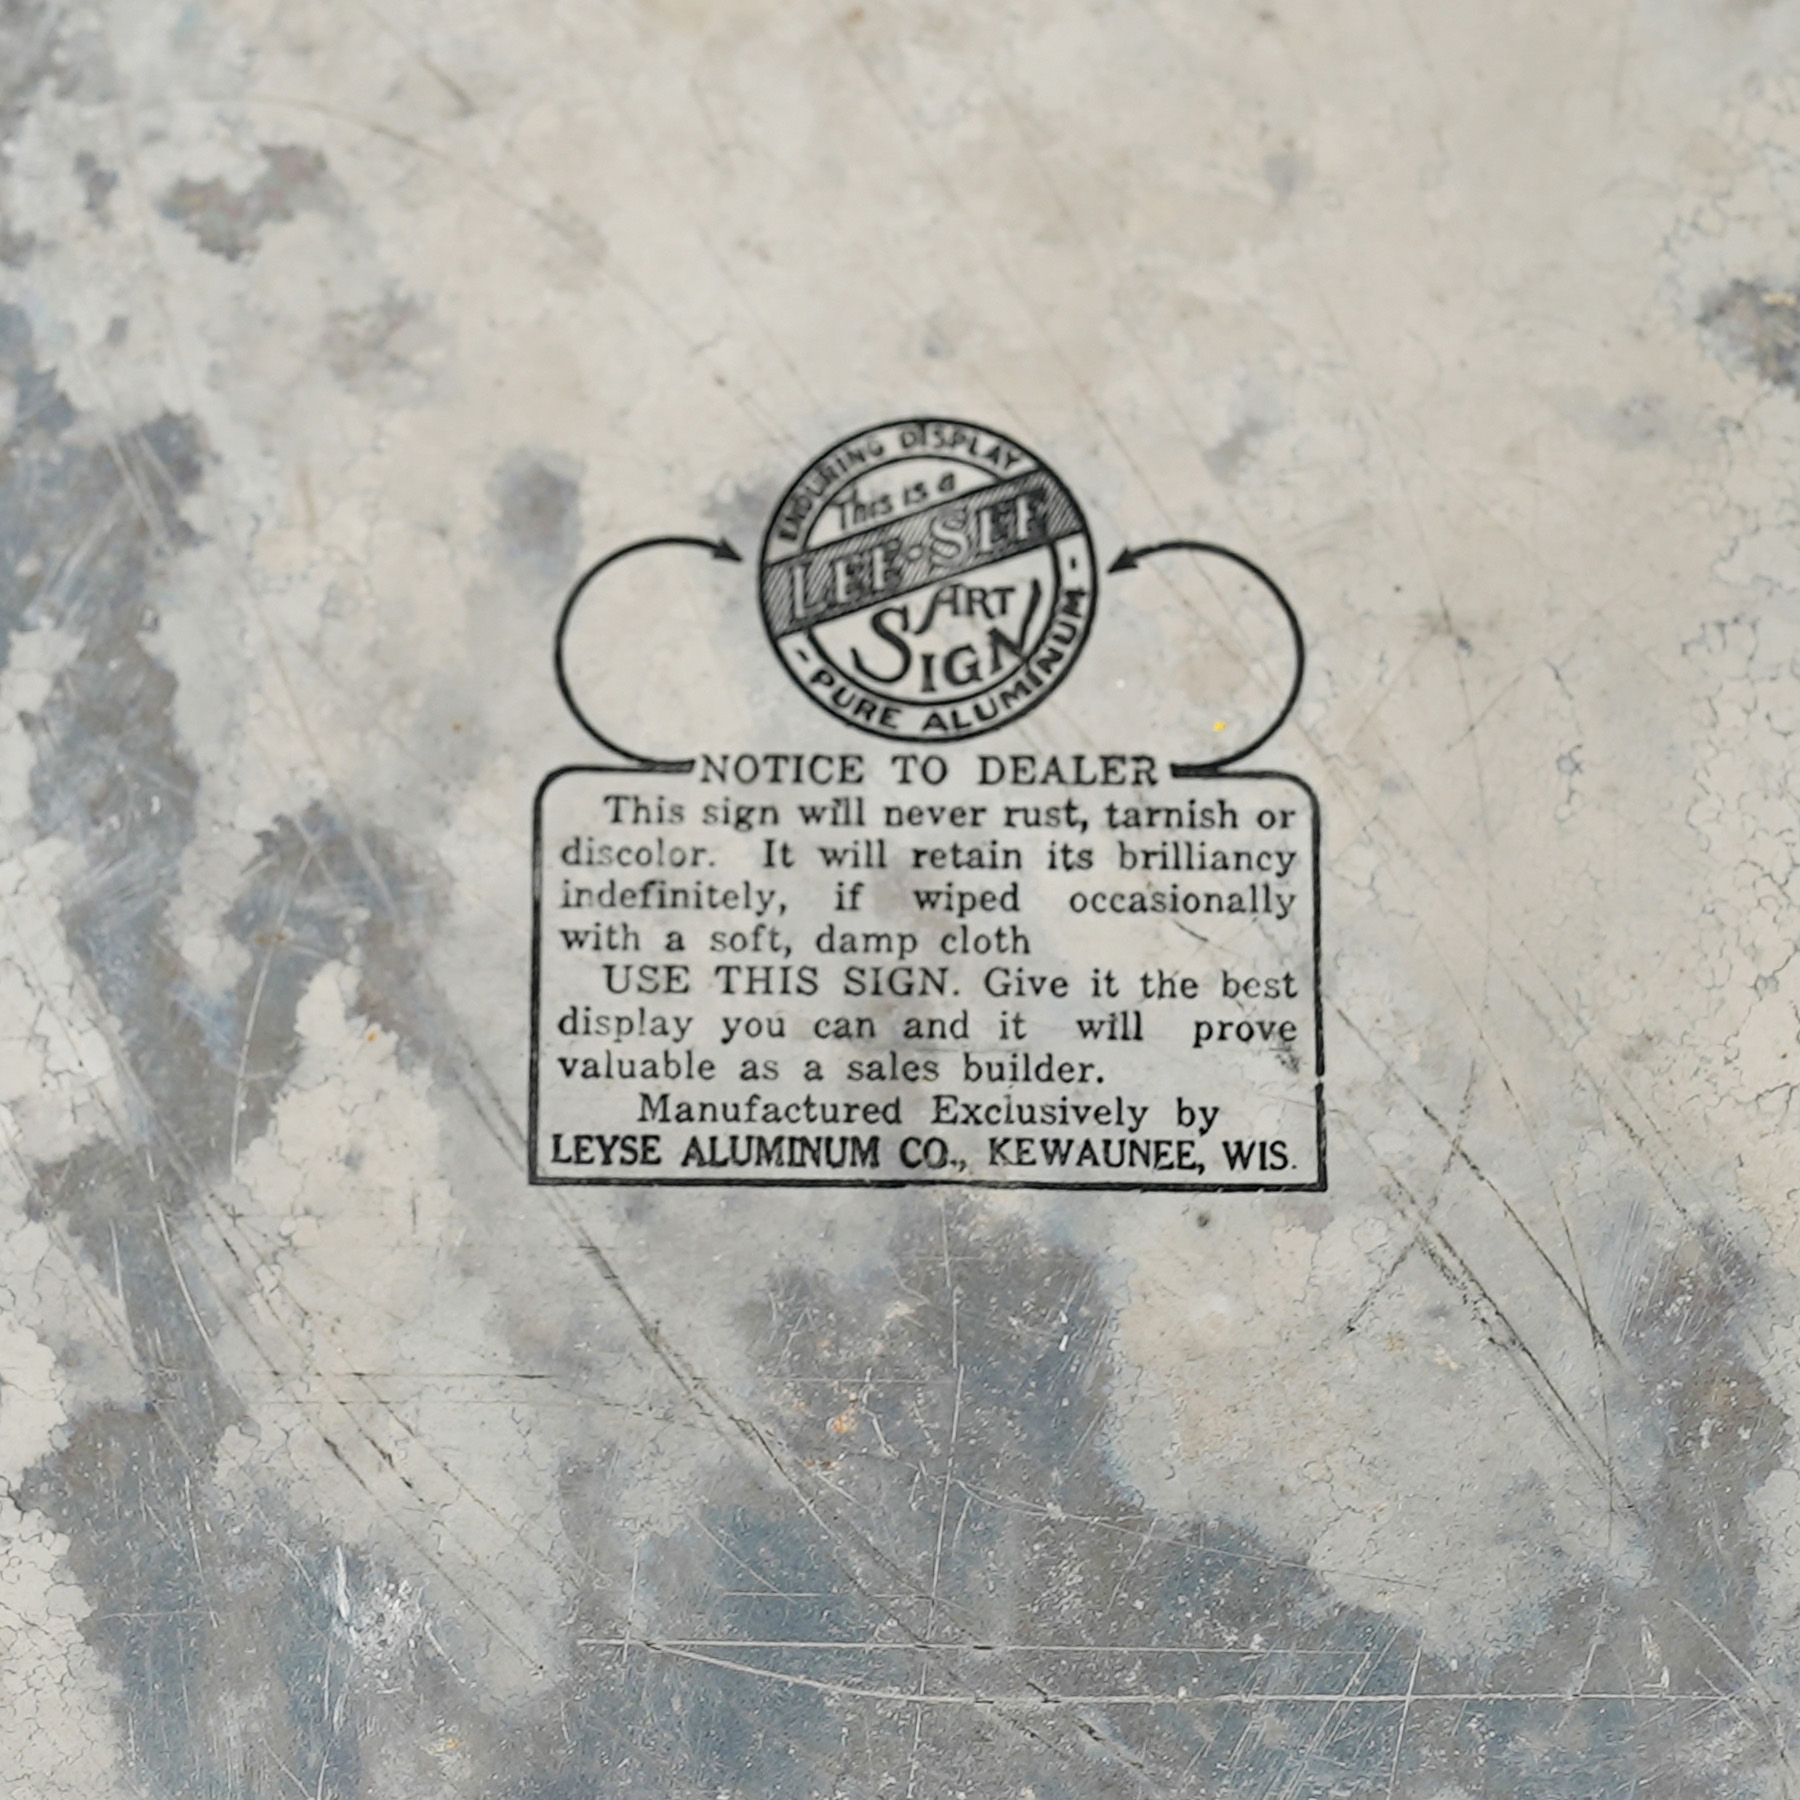 ENDURING DISPLAY
This is a
LEE-SEE
ART
SIGN
- PURE ALUMINUM -
NOTICE TO DEALER
This sign will never rust, tarnish or
discolor. It will retain its brilliancy
indefinitely, if wiped occasionally
with a soft, damp cloth
USE THIS SIGN. Give it the best
display you can and it will prove
valuable as a sales builder.
Manufactured Exclusively by
LEYSE ALUMINUM CO., KEWAUNEE, WIS.